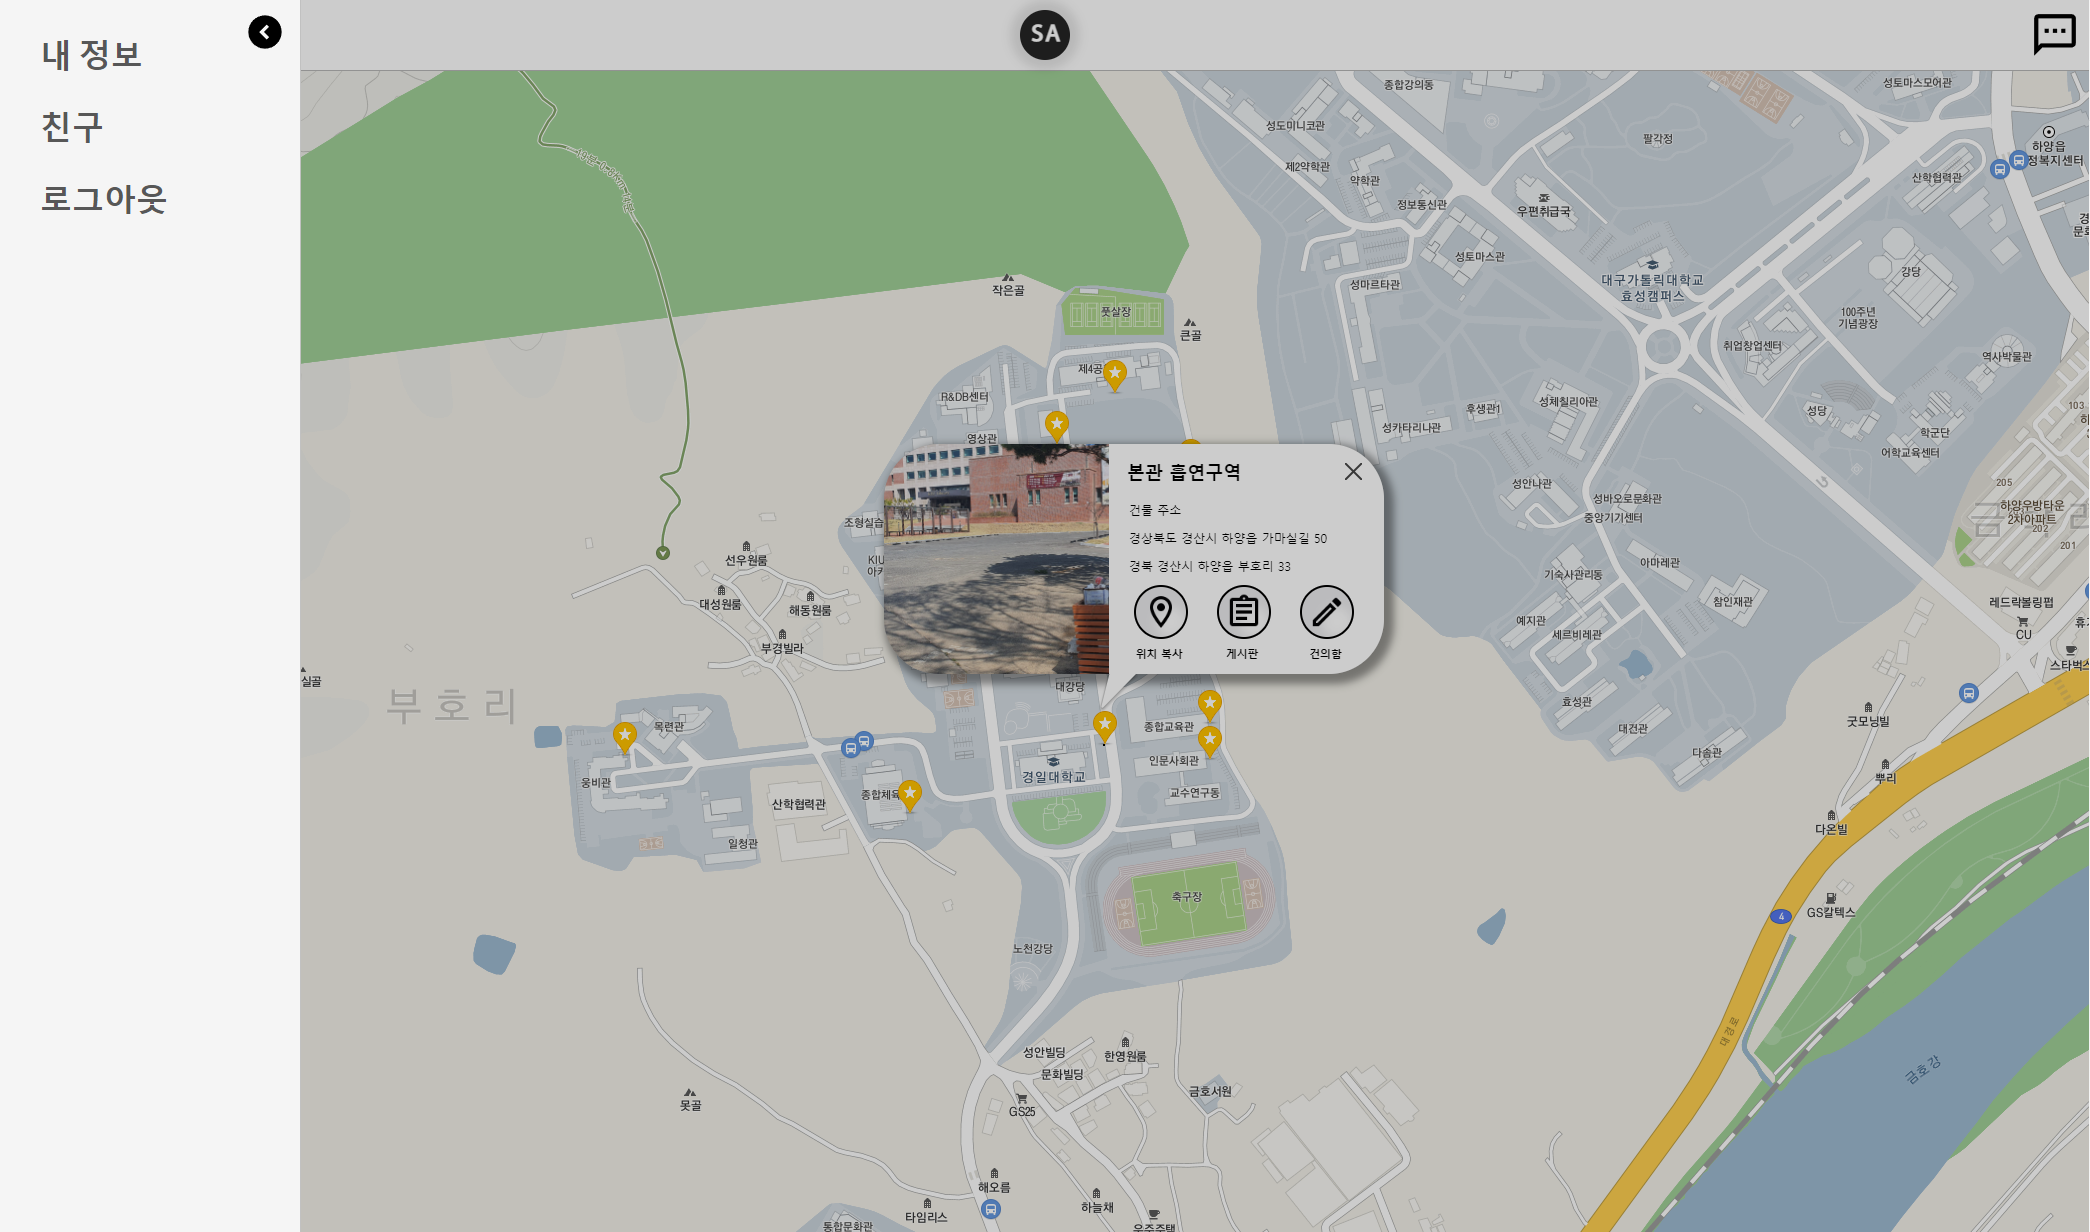 내 정보
친구
로그아웃
SA
종합강의동
성토마스모어관
성도미니코관
팔각정
하양읍
정복지센터
제2약학관
약학관
산학협력관
정보통신관
우편취급국
성토마스관
대구가톨릭대학교
효성캠퍼스
강당
성마르타관
작은골
풋살장
큰골
100주년
기념광장
취업창업센터
역사박물관
제4공
R&DB센터
영상관
후생관1
성체칠리아관
성당
103
성카타리나관
학군단
어학교육센터
본관 흡연구역
건물 주소
경상북도 경산시 하양읍 가마실길 50
경북 경산시 하양읍 부호리 33
위치 복사
게시판
건의함
성안나관
성바오로문화관
중앙기기센터
205
하양우방타운
2차아파트
202
201
조형실습
KIU
선우원룸
대성원룸
해동원룸
부경빌라
기숙사관리동
아마레관
참인재관
예지관
세르비레관
레드락볼링펍
CU
스타벅스
실골
부호리
대강당
목련관
종합교육관
효성관
대건관
다솜관
굿모닝빌
인문사회관
경일대학교
뿌리
웅비관
산학협력관
종합체육
교수연구동
다온빌
일청관
축구장
4
GS칼텍스
노천강당
대경로
성안빌딩
한영원룸
문화빌딩
금호서원
금호강
못골
GS25
해오름
하늘채
타임리스
통합문화관
우주주택